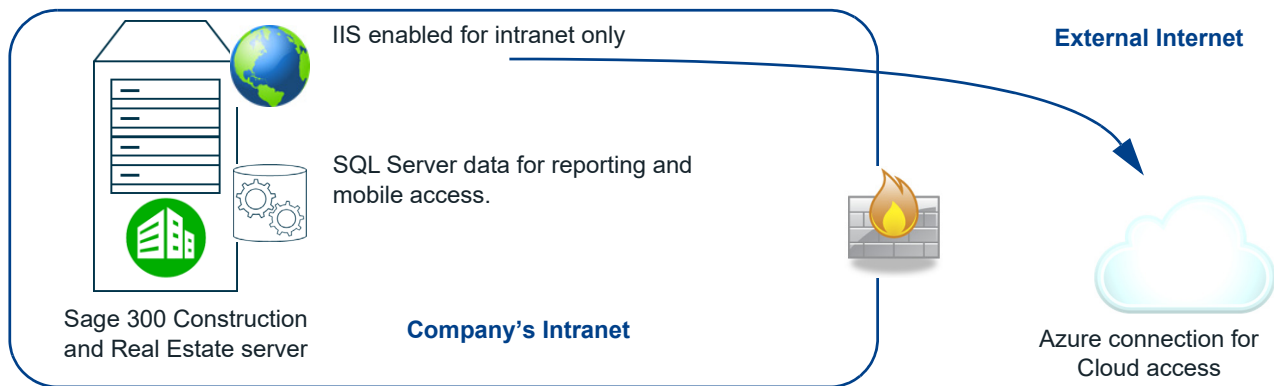 IIS enabled for intranet only
External Internet
SQL Server data for reporting and
mobile access.
Sage 300 Construction
and Real Estate server
Company’s Intranet
Azure connection for
Cloud access